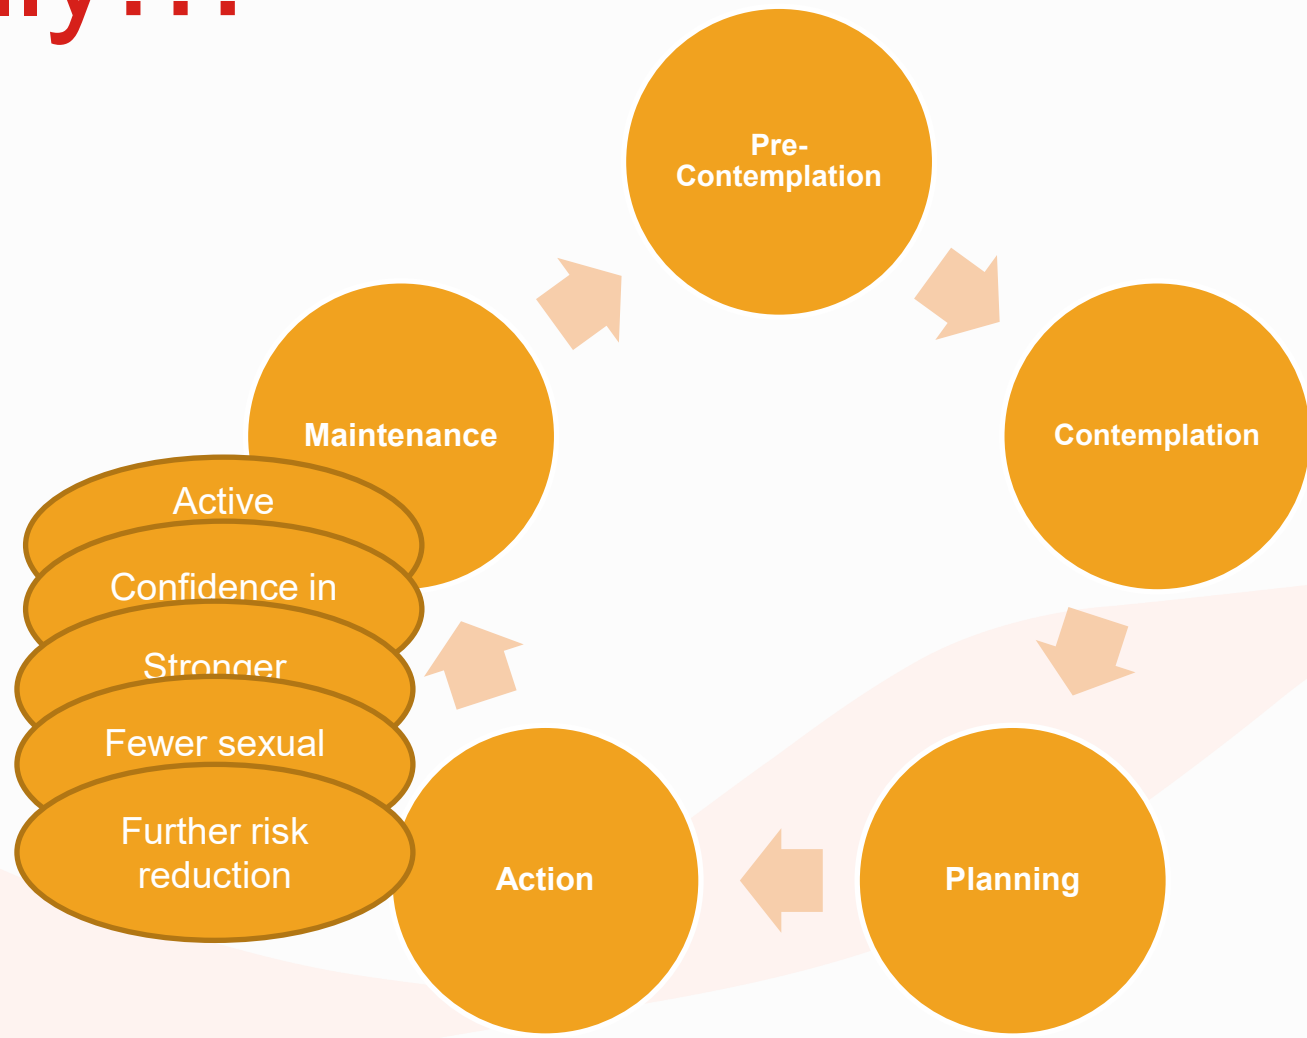 Pre-
Contemplation
Contemplation
Planning
Action
Maintenance
Active
Confidence in
Stronger
Fewer sexual
Further risk
reduction